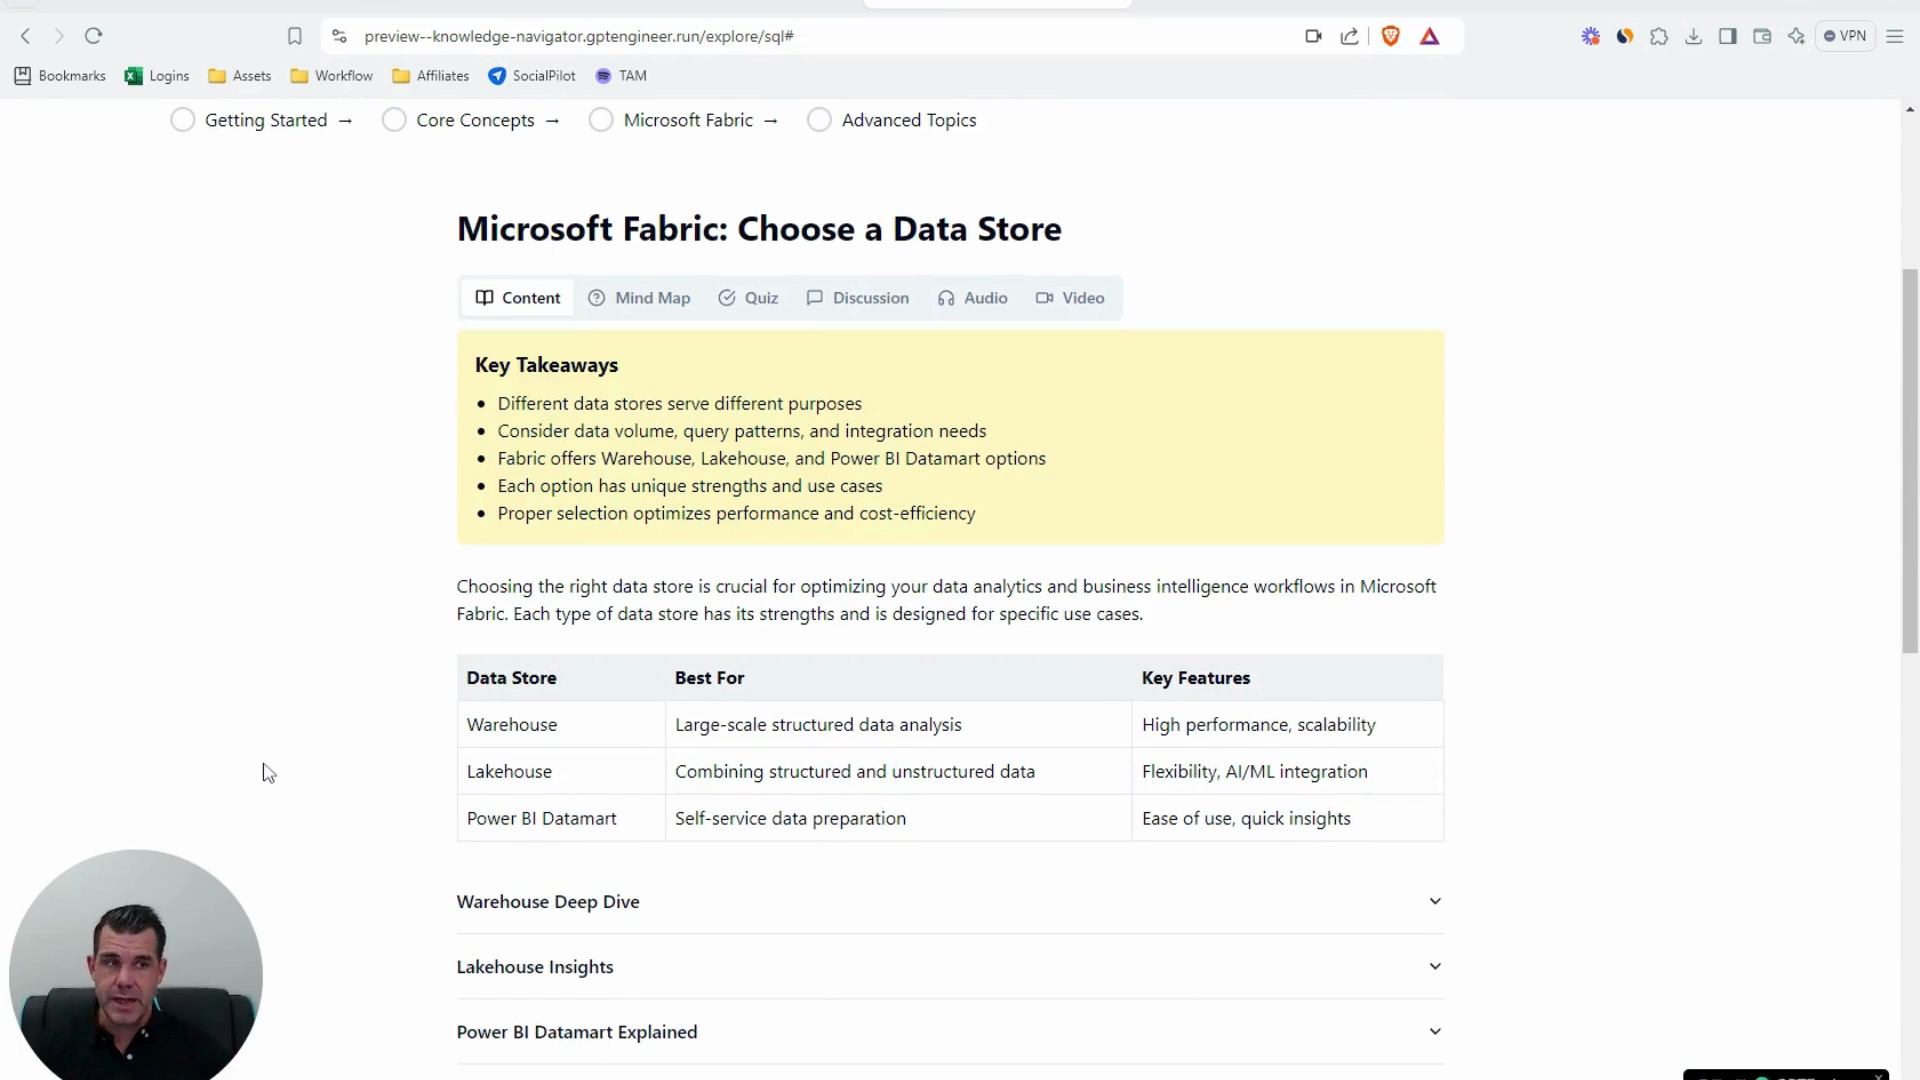 preview--knowledge-navigator.gptengineer.run/explore/sql#
VPN
Bookmarks Logins Assets Workflow Affiliates SocialPilot TAM
Getting Started → Core Concepts → Microsoft Fabric → Advanced Topics
Microsoft Fabric: Choose a Data Store
Content Mind Map Quiz Discussion Audio Video
Key Takeaways
• Different data stores serve different purposes
• Consider data volume, query patterns, and integration needs
• Fabric offers Warehouse, Lakehouse, and Power BI Datamart options
• Each option has unique strengths and use cases
• Proper selection optimizes performance and cost-efficiency
Choosing the right data store is crucial for optimizing your data analytics and business intelligence workflows in Microsoft
Fabric. Each type of data store has its strengths and is designed for specific use cases.
Data Store Best For Key Features
Warehouse Large-scale structured data analysis High performance, scalability
Lakehouse Combining structured and unstructured data Flexibility, AI/ML integration
Power BI Datamart Self-service data preparation Ease of use, quick insights
Warehouse Deep Dive
Lakehouse Insights
Power BI Datamart Explained